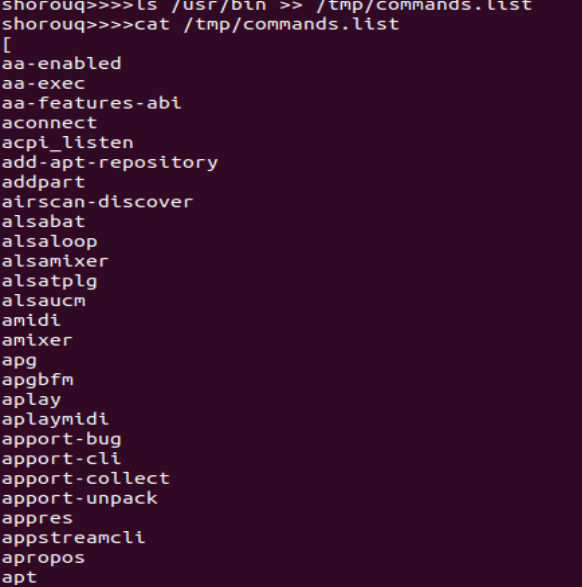 shorouq>>>>ls /usr/bin >> /tmp/commands.list
shorouq>>>>cat /tmp/commands.list
[
aa-enabled
aa-exec
aa-features-abi
aconnect
acpi_listen
add-apt-repository
addpart
airscan-discover
alsabat
alsaloop
alsamixer
alsatplg
alsaucm
amidi
amixer
apg
apgbfm
aplay
aplaymidi
apport-bug
apport-cli
apport-collect
apport-unpack
appres
appstreamcli
apropos
apt